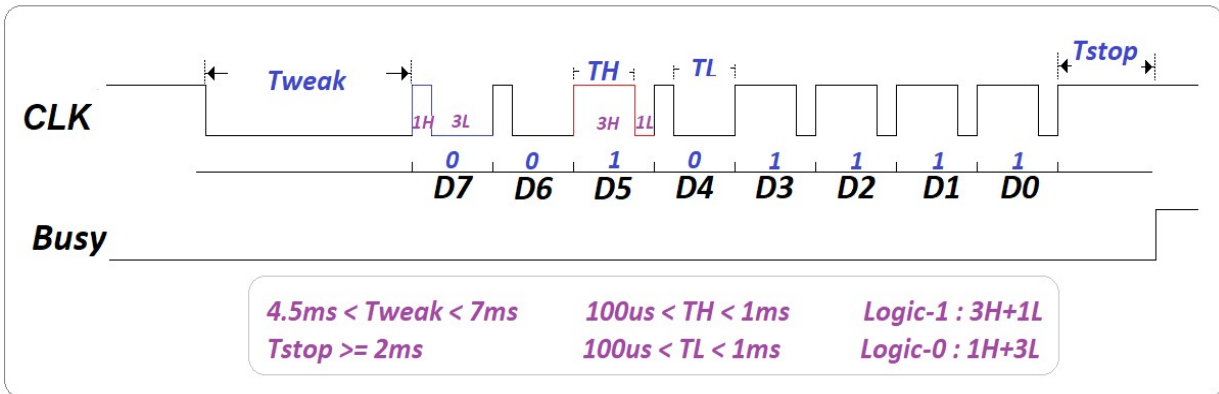 Tweak TH TL Tstop
CLK 1H 3L 3H 1L
0 0 1 0 1 1 1 1
D7 D6 D5 D4 D3 D2 D1 D0
Busy
4.5ms < Tweak < 7ms 100us < TH < 1ms Logic-1 : 3H+1L
Tstop >= 2ms 100us < TL < 1ms Logic-0 : 1H+3L